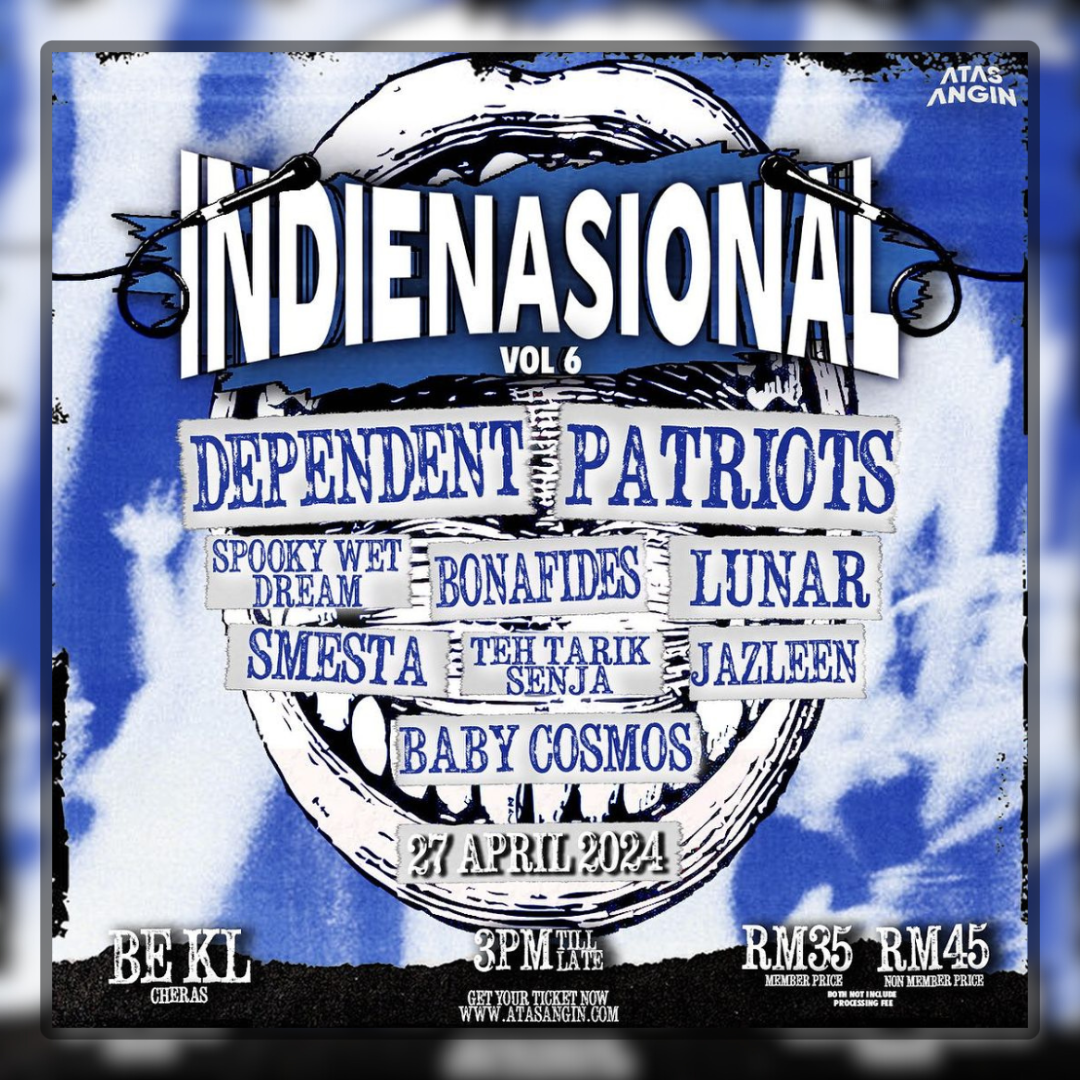 ATAS
ANGIN
INDIENASIONAL
VOL 6
DEPENDENT PATRIOTS
SPOOKY WET
DREAM
BONAFIDES
LUNAR
SMESTA
TEH TARIK
SENJA
JAZLEEN
BABY COSMOS
27 APRIL 2024
BE KL
CHERAS
3PM TILL
LATE
GET YOUR TICKET NOW
WWW.ATASANGIN.COM
RM35
MEMBER PRICE
RM45
NON MEMBER PRICE
BOTH NOT INCLUDE
PROCESSING FEE